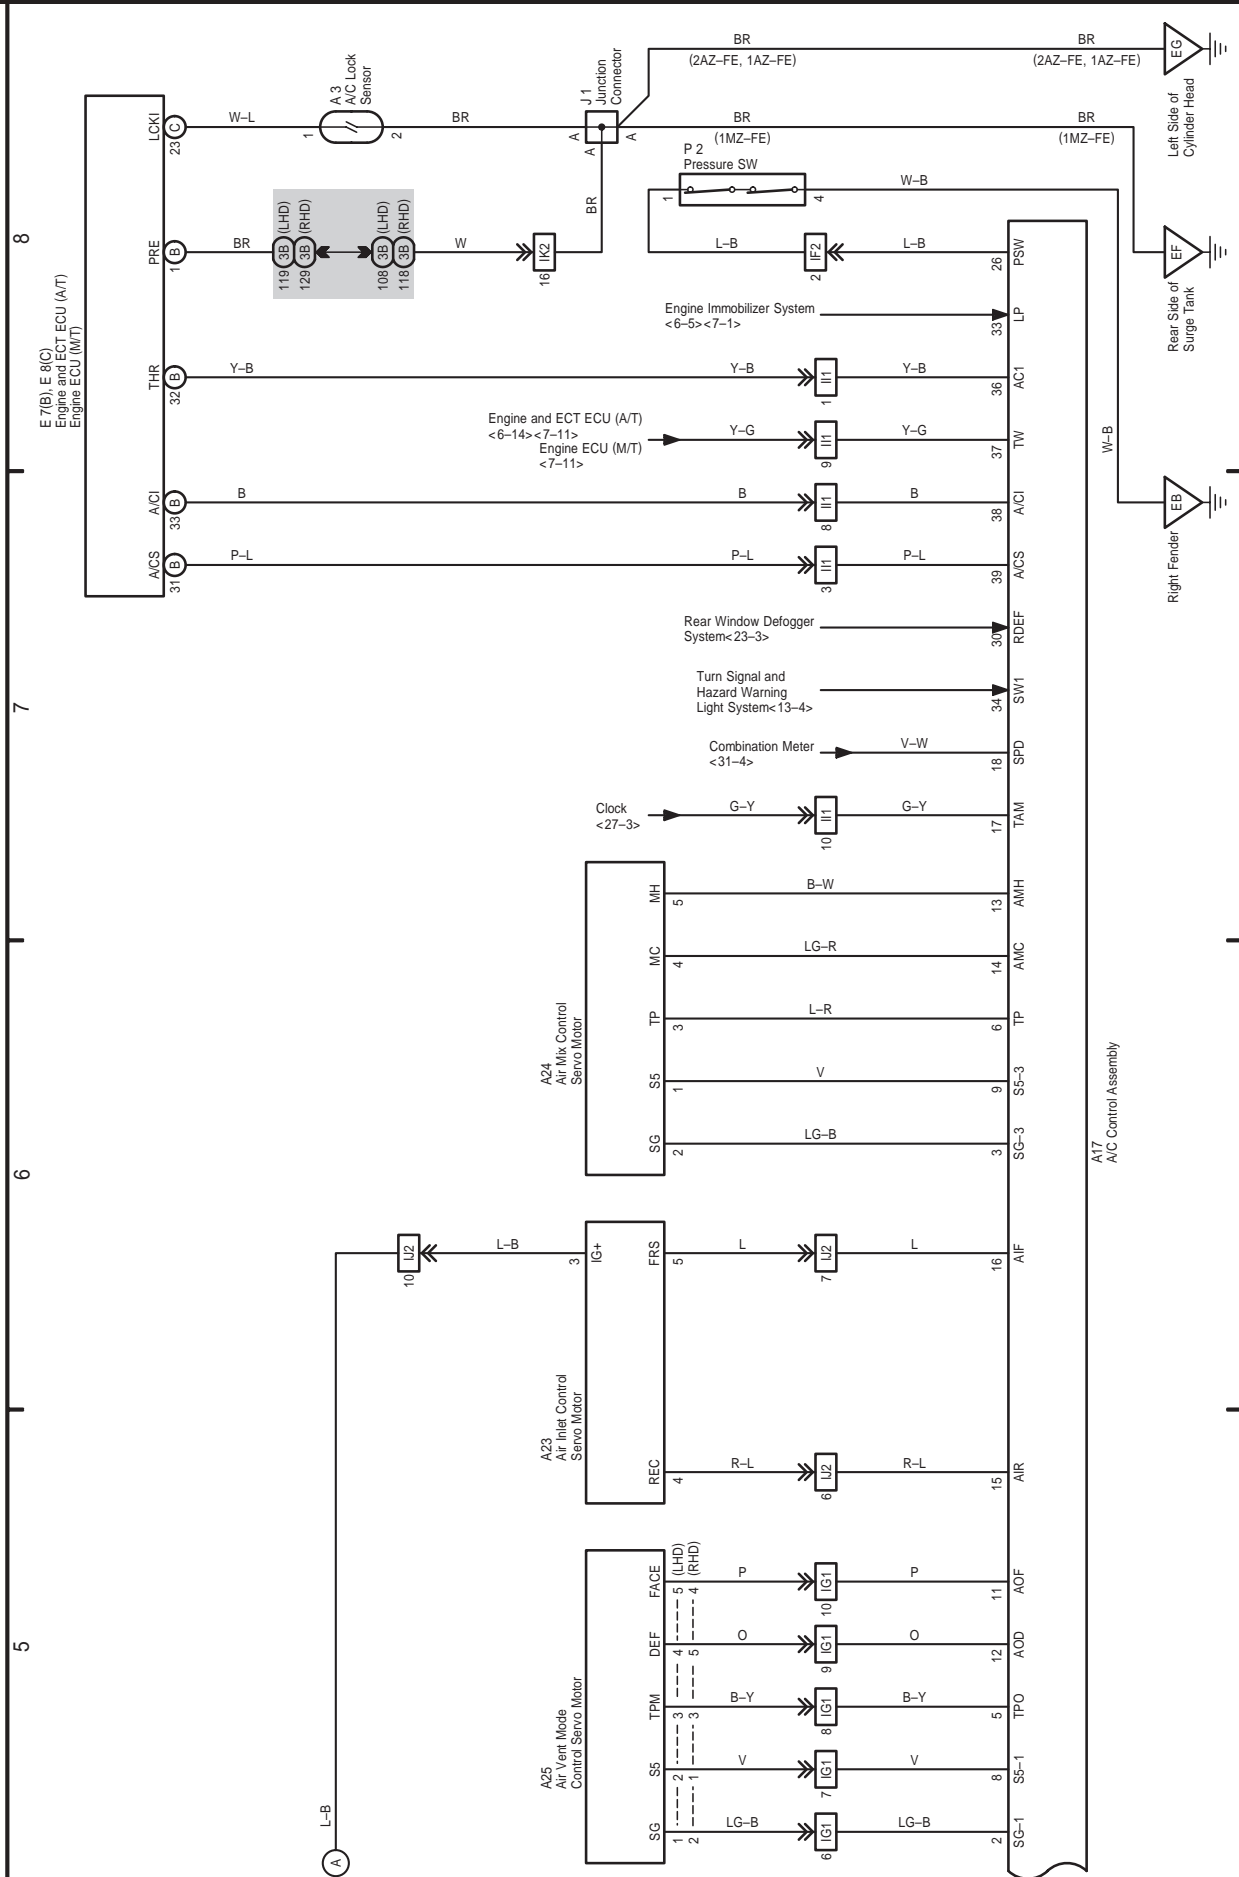 8
7
6
5
E 7(B), E 8(C)
Engine and ECT ECU (A/T)
Engine ECU (M/T)
LCKI
23
C
W–L
1
A 3
A/C Lock
Sensor
2
BR
A
J 1
Junction
Connector
A
A
BR
(2AZ–FE, 1AZ–FE)
BR
(2AZ–FE, 1AZ–FE)
EG
Left Side of
Cylinder Head
BR
(1MZ–FE)
BR
(1MZ–FE)
EF
Rear Side of
Surge Tank
P 2
Pressure SW
1
4
W–B
W–B
EB
Right Fender
PRE
1
B
BR
119
3B
(LHD)
129
3B
(RHD)
108
3B
(LHD)
118
3B
(RHD)
W
16
IK2
BR
L–B
2
IF2
L–B
26
PSW
Engine Immobilizer System
<6–5><7–1>
33
LP
THR
32
B
Y–B
Y–B
1
II1
Y–B
36
AC1
Engine and ECT ECU (A/T)
<6–14><7–11>
Engine ECU (M/T)
<7–11>
Y–G
9
II1
Y–G
37
TW
A/CI
33
B
B
B
8
II1
B
38
A/CI
A/CS
31
B
P–L
P–L
3
II1
P–L
39
A/CS
Rear Window Defogger
System<23–3>
30
RDEF
Turn Signal and
Hazard Warning
Light System<13–4>
34
SW1
Combination Meter
<31–4>
V–W
18
SPD
Clock
<27–3>
G–Y
10
II1
G–Y
17
TAM
A24
Air Mix Control
Servo Motor
MH
5
B–W
13
AMH
MC
4
LG–R
14
AMC
TP
3
L–R
6
TP
S5
1
V
9
S5–3
SG
2
LG–B
3
SG–3
A17
A/C Control Assembly
L–B
A
10
IJ2
L–B
3
IG+
A23
Air Inlet Control
Servo Motor
FRS
5
L
7
IJ2
L
16
AIF
REC
4
R–L
6
IJ2
R–L
15
AIR
A25
Air Vent Mode
Control Servo Motor
(LHD)
(RHD)
FACE
5
4
P
10
IG1
P
11
AOF
DEF
4
5
O
9
IG1
O
12
AOD
TPM
3
3
B–Y
8
IG1
B–Y
5
TPO
S5
2
1
V
7
IG1
V
8
S5–1
SG
1
2
LG–B
6
IG1
LG–B
2
SG–1